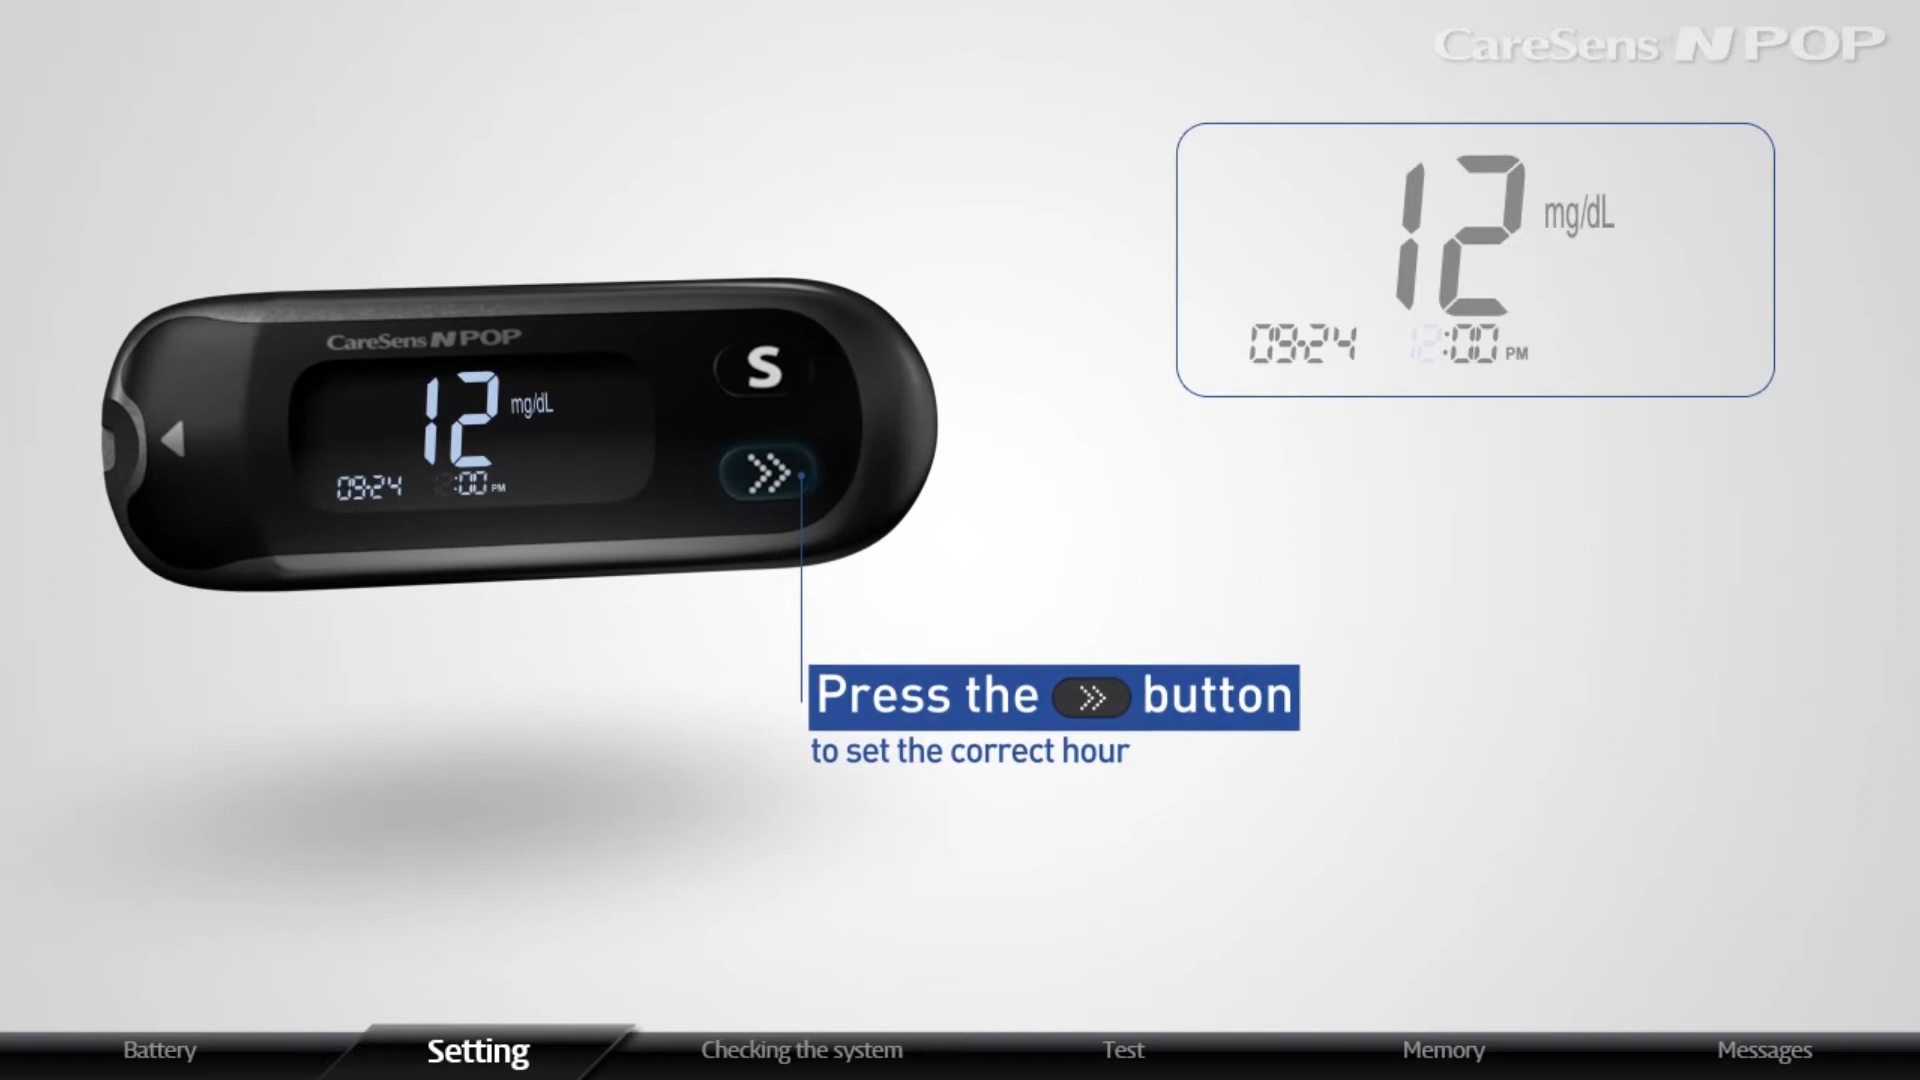 CareSens N POP
12 mg/dL
09-24 12:00 PM
CareSens N POP
S
12 mg/dL
09-24 12:00 PM
Press the button
to set the correct hour
Battery
Setting
Checking the system
Test
Memory
Messages